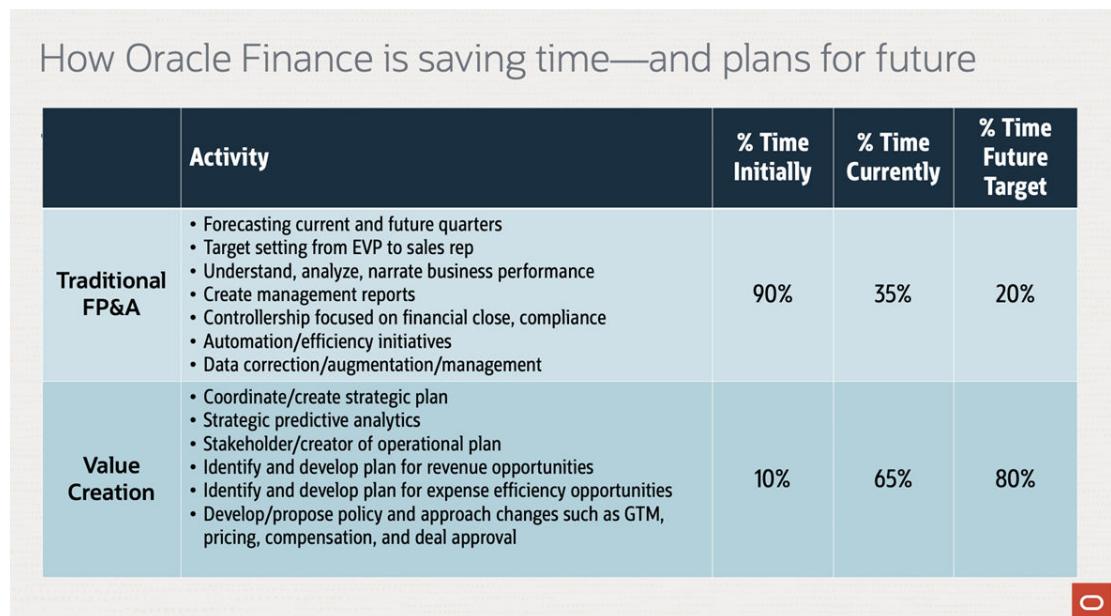 How Oracle Finance is saving time—and plans for future
Activity
% Time
Initially
% Time
Currently
% Time
Future
Target
Traditional
FP&A
• Forecasting current and future quarters
• Target setting from EVP to sales rep
• Understand, analyze, narrate business performance
• Create management reports
• Controllership focused on financial close, compliance
• Automation/efficiency initiatives
• Data correction/augmentation/management
90%
35%
20%
Value
Creation
• Coordinate/create strategic plan
• Strategic predictive analytics
• Stakeholder/creator of operational plan
• Identify and develop plan for revenue opportunities
• Identify and develop plan for expense efficiency opportunities
• Develop/propose policy and approach changes such as GTM,
pricing, compensation, and deal approval
10%
65%
80%